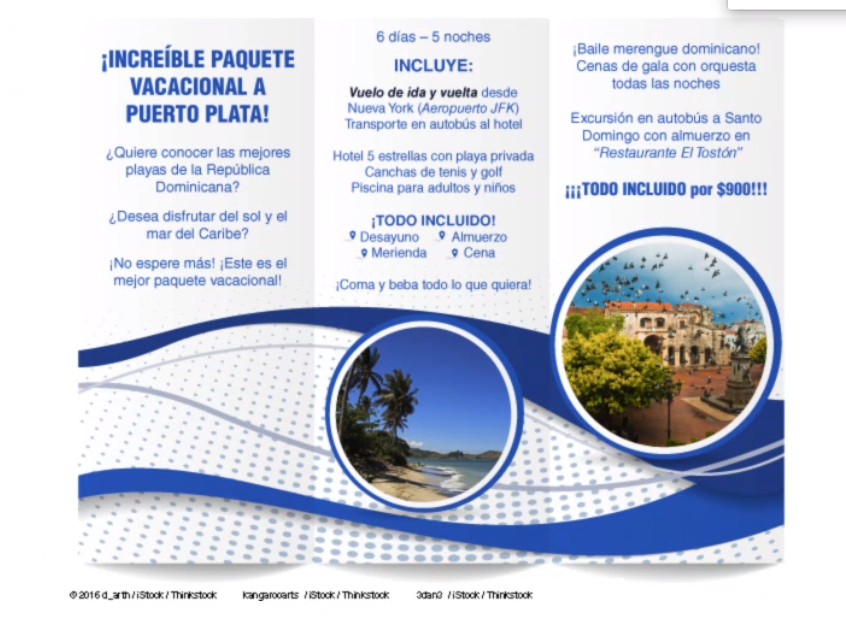 ¡INCREÍBLE PAQUETE
VACACIONAL A
PUERTO PLATA!
¿Quiere conocer las mejores
playas de la República
Dominicana?
¿Desea disfrutar del sol y el
mar del Caribe?
¡No espere más! ¡Este es el
mejor paquete vacacional!
6 días – 5 noches
INCLUYE:
Vuelo de ida y vuelta desde
Nueva York (Aeropuerto JFK)
Transporte en autobús al hotel
Hotel 5 estrellas con playa privada
Canchas de tenis y golf
Piscina para adultos y niños
¡TODO INCLUIDO!
Desayuno Almuerzo
Merienda Cena
¡Coma y beba todo lo que quiera!
¡Baile merengue dominicano!
Cenas de gala con orquesta
todas las noches
Excursión en autobús a Santo
Domingo con almuerzo en
“Restaurante El Tostón”
¡¡¡TODO INCLUIDO por $900!!!
© 2016 d_arth / iStock / Thinkstock kangarooarts / iStock / Thinkstock 3dan3 / iStock / Thinkstock